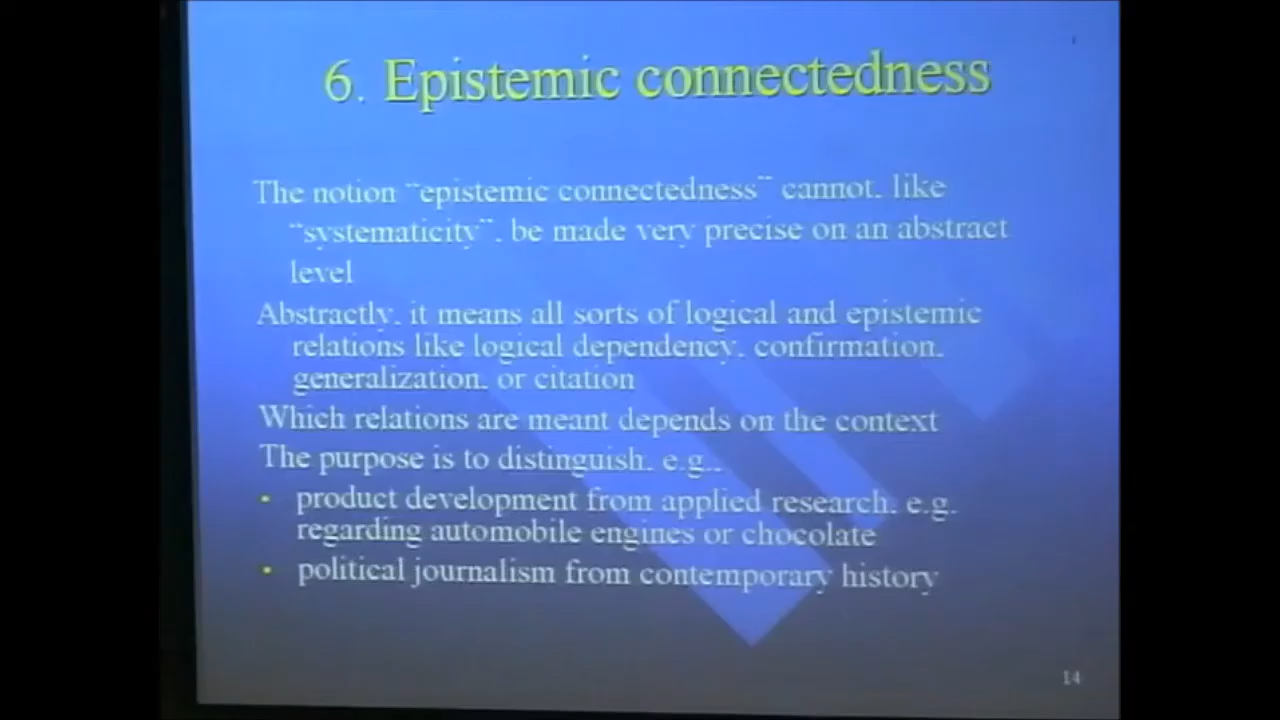 6. Epistemic connectedness
The notion “epistemic connectedness” cannot, like
“systematicity”, be made very precise on an abstract
level
Abstractly, it means all sorts of logical and epistemic
relations like logical dependency, confirmation,
generalization, or citation
Which relations are meant depends on the context
The purpose is to distinguish, e.g.,
• product development from applied research, e.g.
regarding automobile engines or chocolate
• political journalism from contemporary history
14